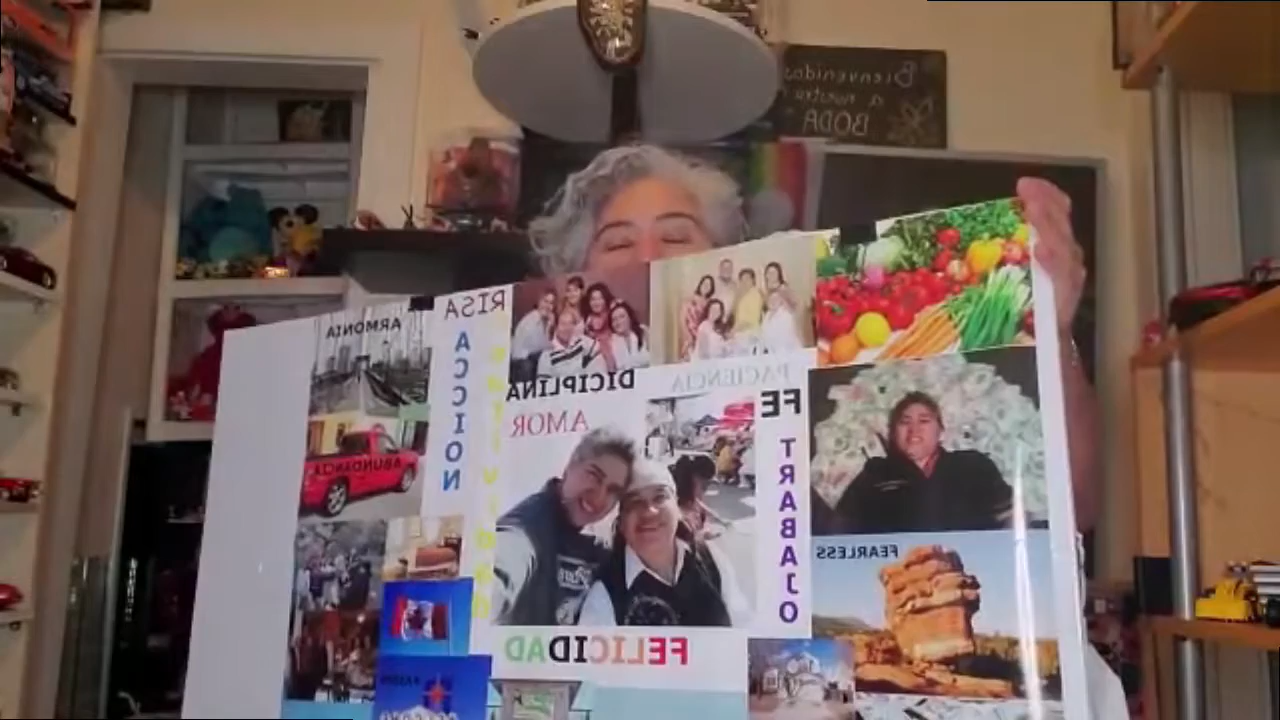 Bienvenidos
a nuestra
BODA
RISA
ARMONIA
ACCION
DICIPLINA
PACIENCIA
AMOR
FE
ABUNDANCIA
TRABAJO
FEARLESS
FELICIDAD